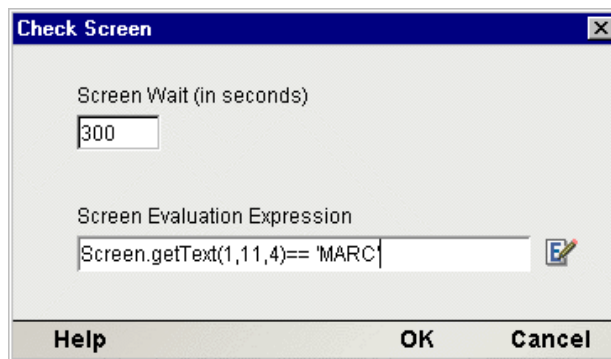 Check Screen
Screen Wait (in seconds)
300
Screen Evaluation Expression
Screen.getText(1,11,4)== 'MARC'
Help OK Cancel